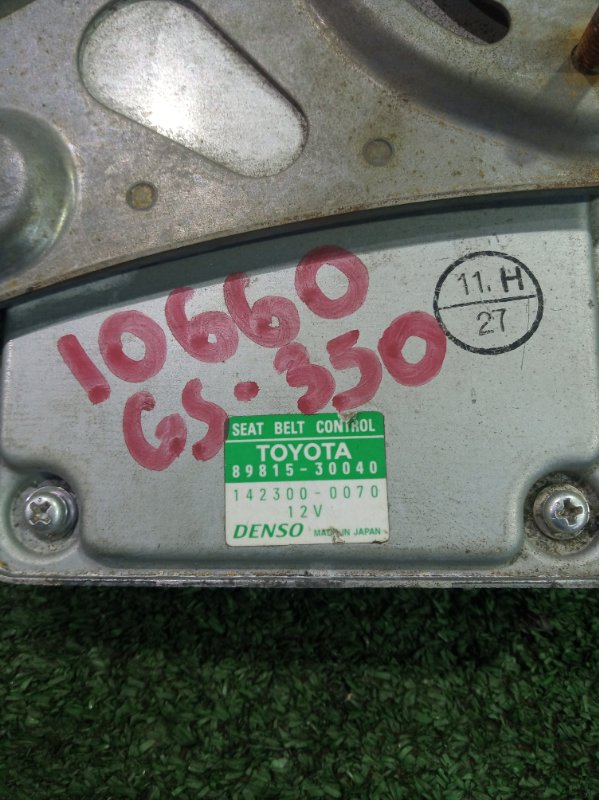 10660
GS-350
11. H
27
SEAT BELT CONTROL
TOYOTA
89815-30040
142300-0070
12V
DENSO MADE IN JAPAN